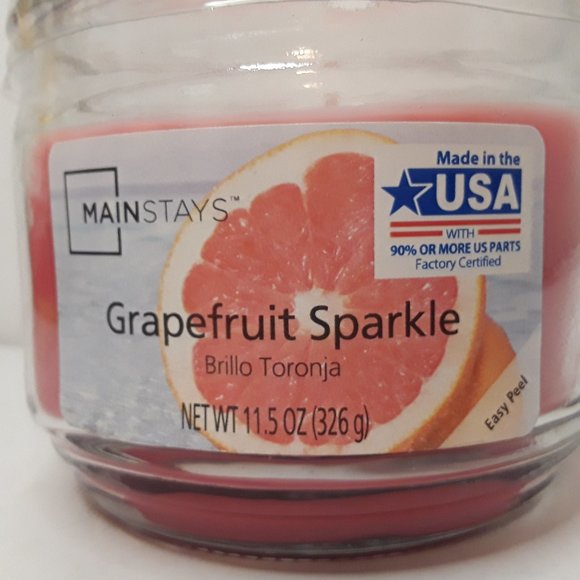 MAINSTAYS™
Made in the
USA
WITH
90% OR MORE US PARTS
Factory Certified
Grapefruit Sparkle
Brillo Toronja
NET WT 11.5 OZ (326 g)
Easy Peel